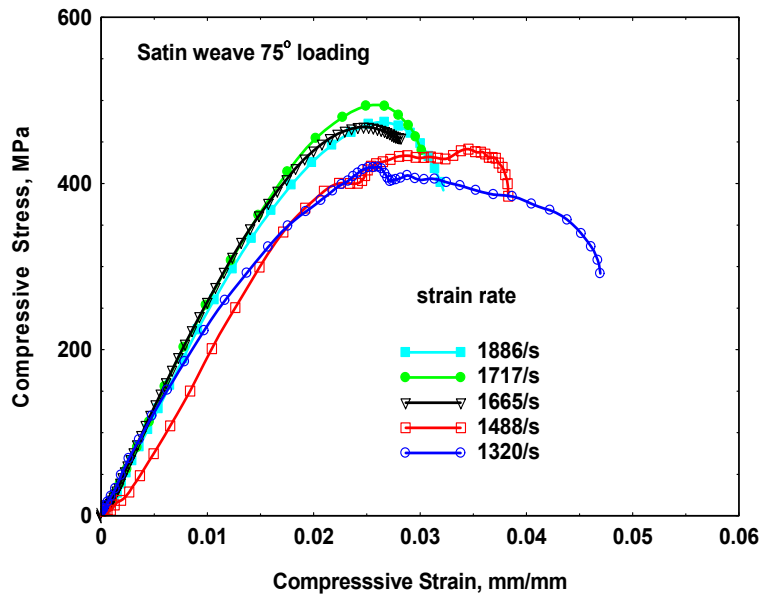 600
Satin weave 75° loading
400
Compressive Stress, MPa
strain rate
1886/s
1717/s
200
1665/s
1488/s
1320/s
0
0 0.01 0.02 0.03 0.04 0.05 0.06
Compresssive Strain, mm/mm